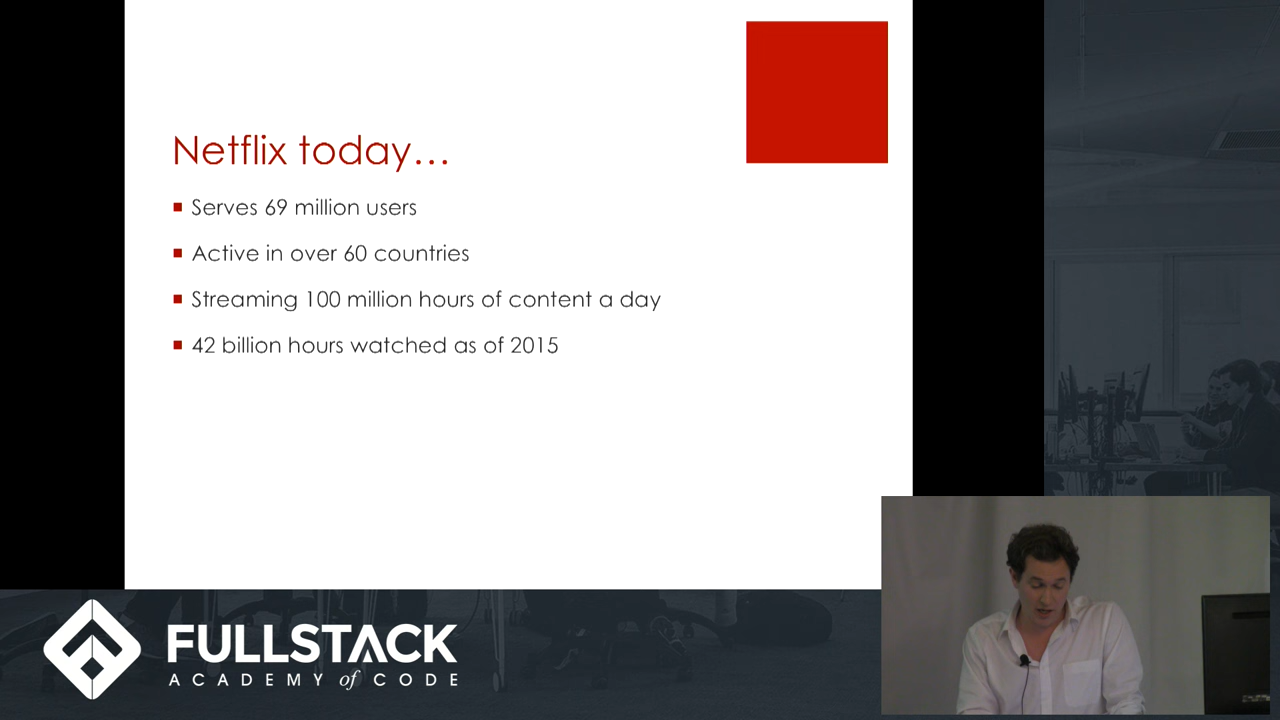 Netflix today…
Serves 69 million users
Active in over 60 countries
Streaming 100 million hours of content a day
42 billion hours watched as of 2015
FULLSTACK
ACADEMY of CODE